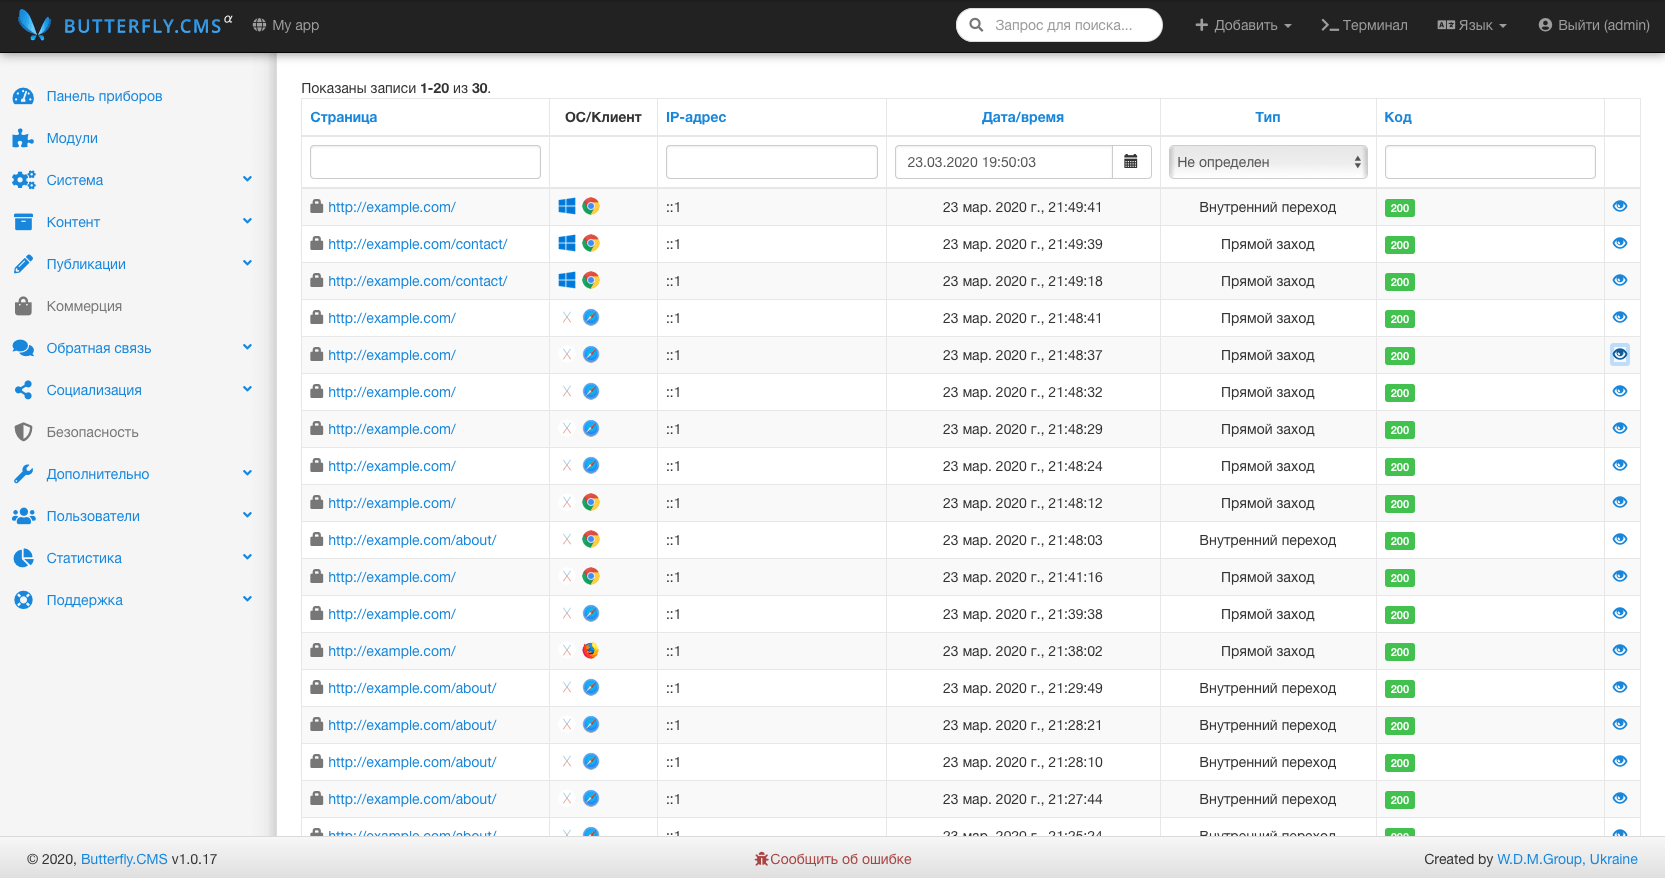 BUTTERFLY.CMS α My app Запрос для поиска... Добавить Терминал Язык Выйти (admin)
Панель приборов
Модули
Система
Контент
Публикации
Коммерция
Обратная связь
Социализация
Безопасность
Дополнительно
Пользователи
Статистика
Поддержка
Показаны записи 1-20 из 30.
Страница ОС/Клиент IP-адрес Дата/время Тип Код
23.03.2020 19:50:03 Не определен
http://example.com/ ::1 23 мар. 2020 г., 21:49:41 Внутренний переход 200
http://example.com/contact/ ::1 23 мар. 2020 г., 21:49:39 Прямой заход 200
http://example.com/contact/ ::1 23 мар. 2020 г., 21:49:18 Прямой заход 200
http://example.com/ ::1 23 мар. 2020 г., 21:48:41 Прямой заход 200
http://example.com/ ::1 23 мар. 2020 г., 21:48:37 Прямой заход 200
http://example.com/ ::1 23 мар. 2020 г., 21:48:32 Прямой заход 200
http://example.com/ ::1 23 мар. 2020 г., 21:48:29 Прямой заход 200
http://example.com/ ::1 23 мар. 2020 г., 21:48:24 Прямой заход 200
http://example.com/ ::1 23 мар. 2020 г., 21:48:12 Прямой заход 200
http://example.com/about/ ::1 23 мар. 2020 г., 21:48:03 Внутренний переход 200
http://example.com/ ::1 23 мар. 2020 г., 21:41:16 Прямой заход 200
http://example.com/ ::1 23 мар. 2020 г., 21:39:38 Прямой заход 200
http://example.com/ ::1 23 мар. 2020 г., 21:38:02 Прямой заход 200
http://example.com/about/ ::1 23 мар. 2020 г., 21:29:49 Внутренний переход 200
http://example.com/about/ ::1 23 мар. 2020 г., 21:28:21 Внутренний переход 200
http://example.com/about/ ::1 23 мар. 2020 г., 21:28:10 Внутренний переход 200
http://example.com/about/ ::1 23 мар. 2020 г., 21:27:44 Внутренний переход 200
http://example.com/about/ ::1 23 мар. 2020 г., 21:25:24 Внутренний переход 200
© 2020, Butterfly.CMS v1.0.17 Сообщить об ошибке Created by W.D.M.Group, Ukraine